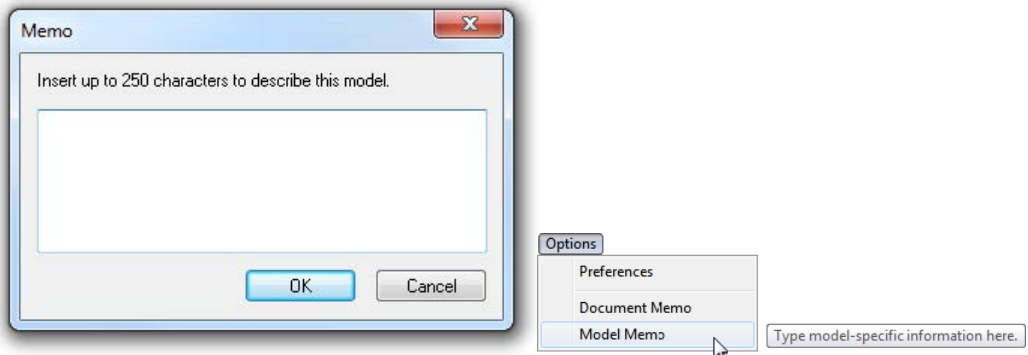 Memo
Insert up to 250 characters to describe this model.
OK
Cancel
Options
Preferences
Document Memo
Model Memo
Type model-specific information here.